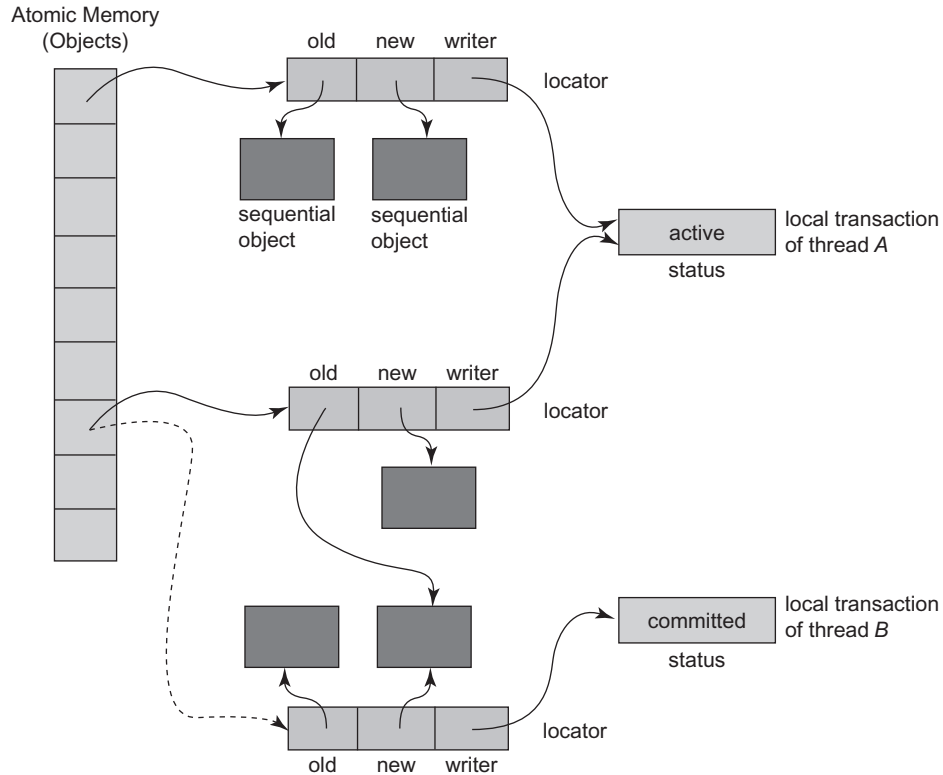 Atomic Memory
(Objects)
old new writer
locator
sequential
object
sequential
object
active
status
local transaction
of thread A
old new writer
locator
committed
status
local transaction
of thread B
locator
old new writer